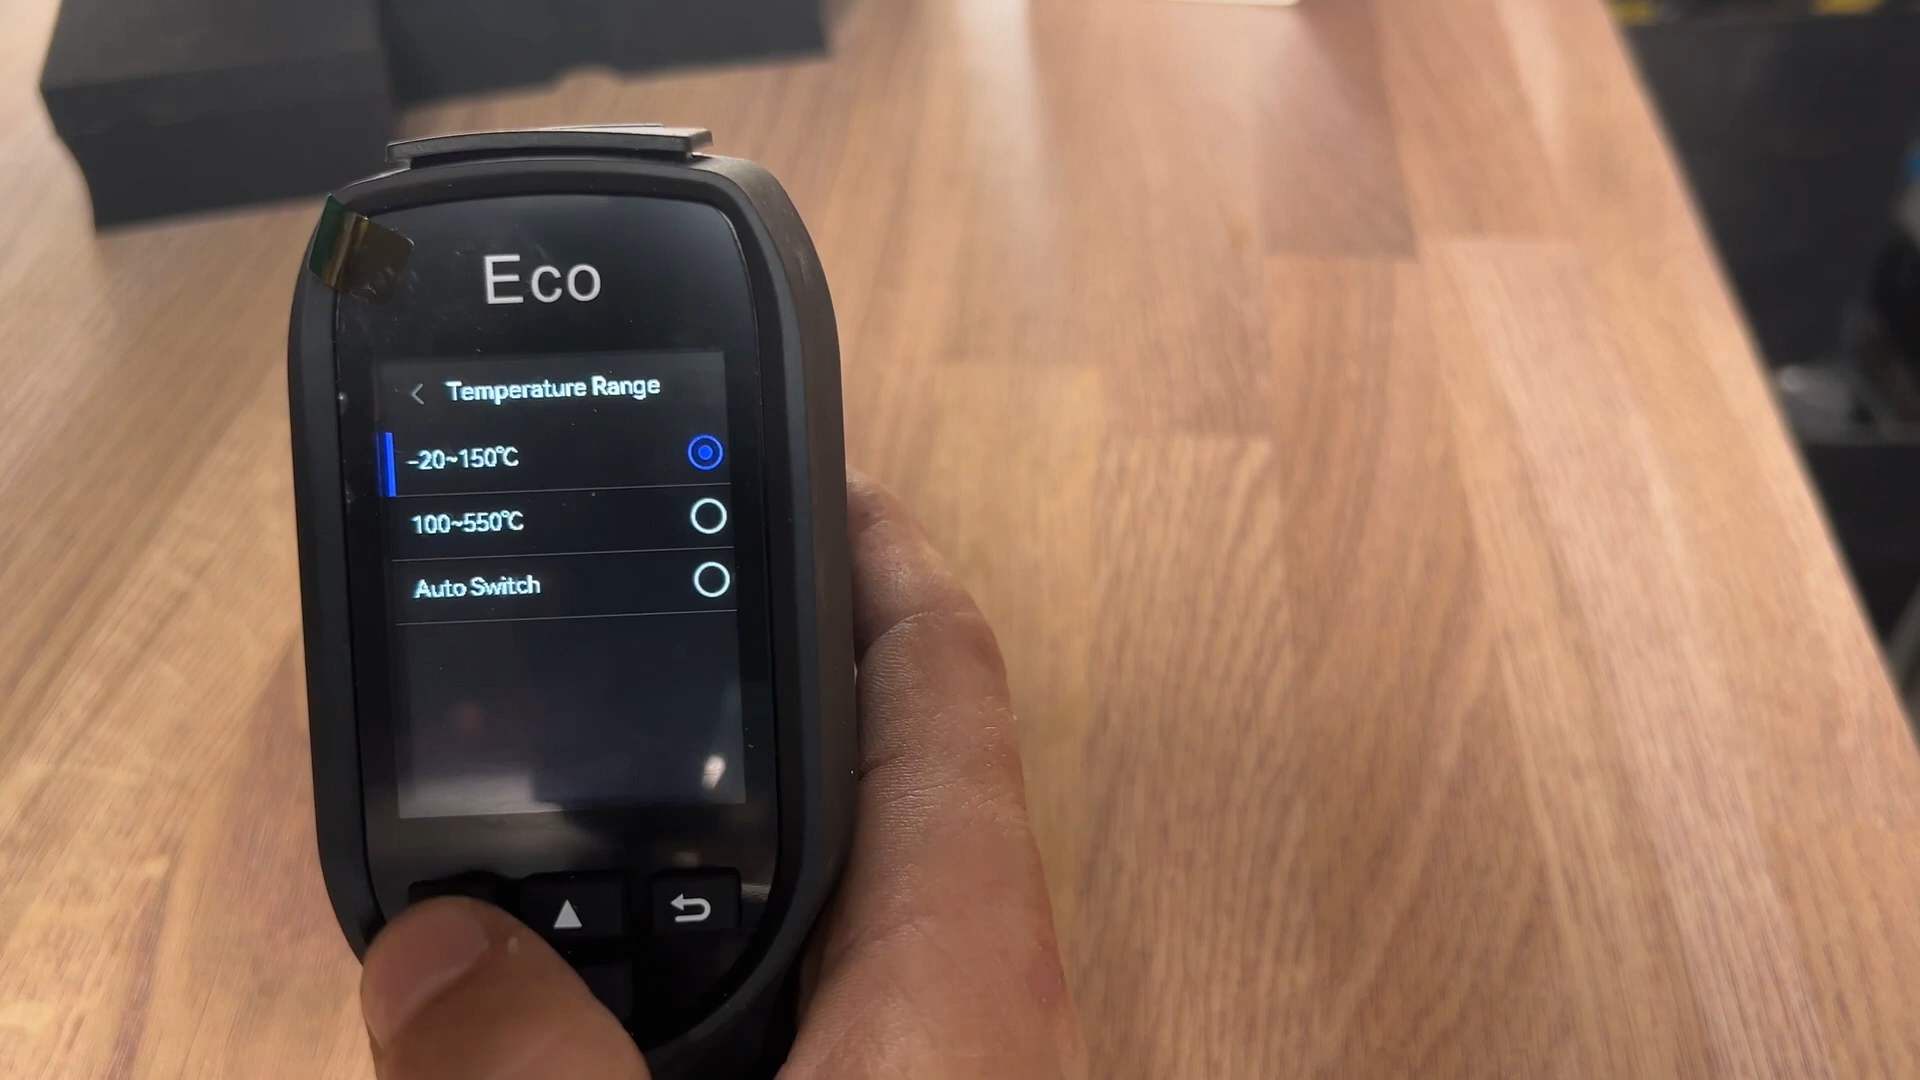 Eco
Temperature Range
-20~150℃
100~550℃
Auto Switch